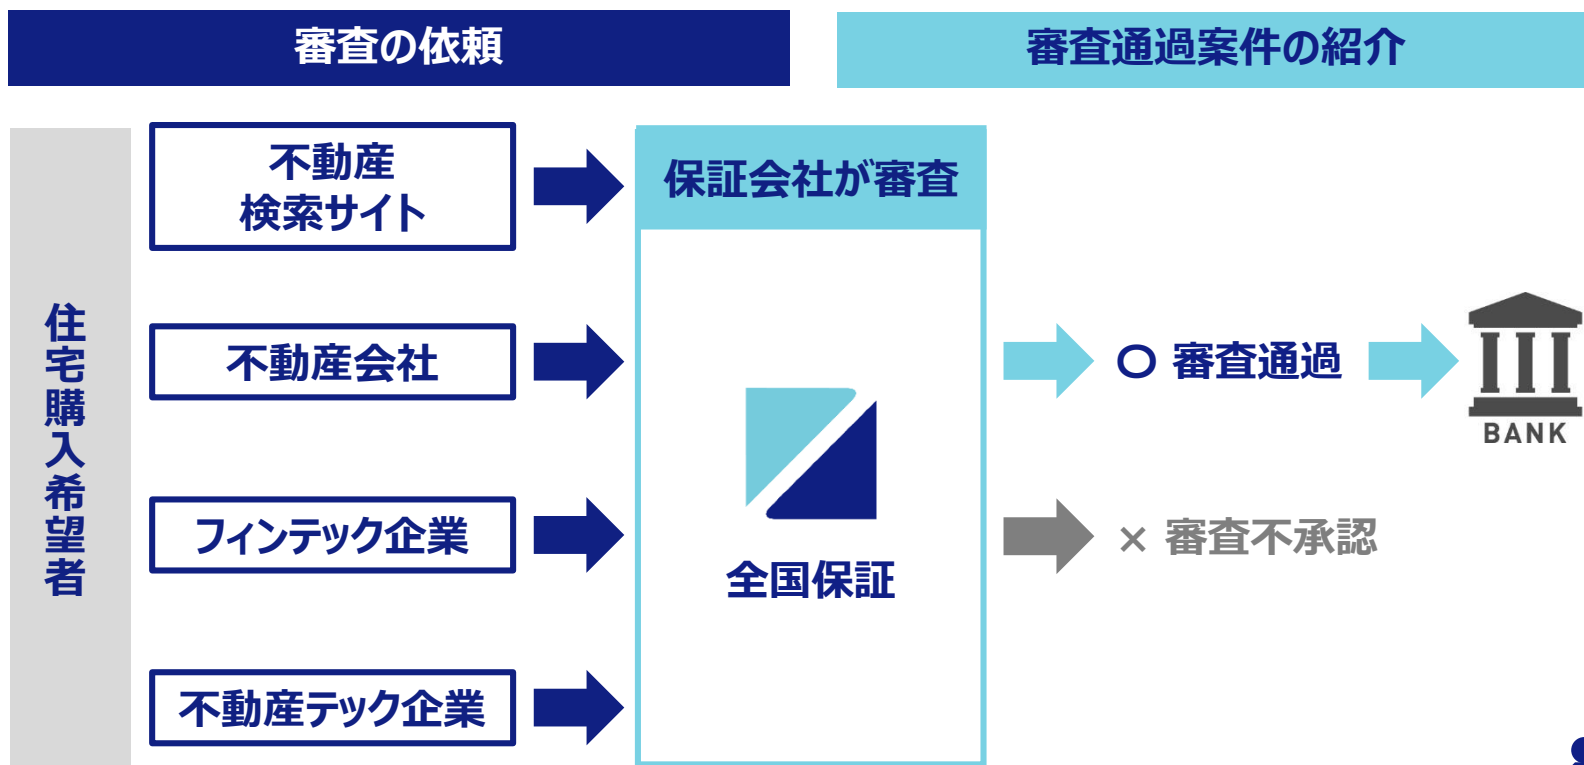 審査の依頼
審査通過案件の紹介
住宅購入希望者
不動産
検索サイト
不動産会社
フィンテック企業
不動産テック企業
保証会社が審査
全国保証
〇 審査通過
× 審査不承認
BANK